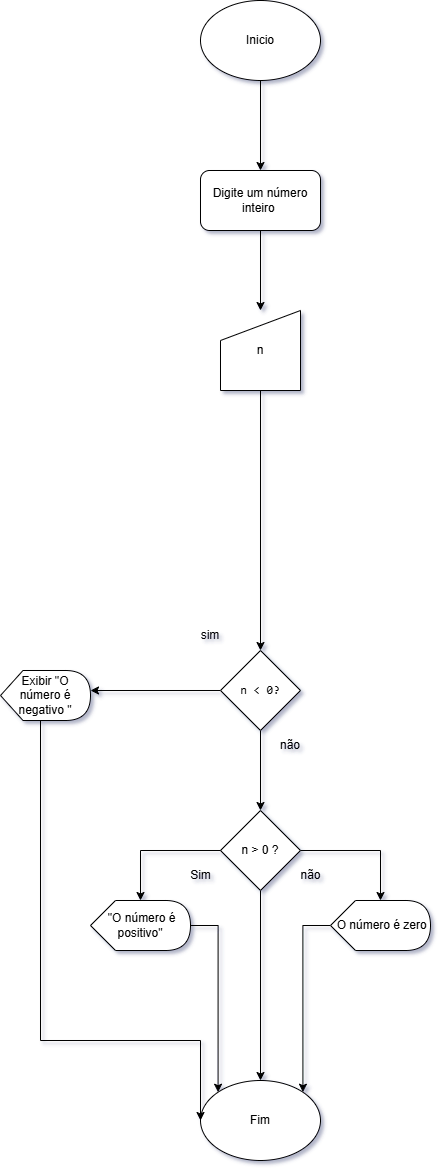 Inicio
Digite um número
inteiro
n
sim
Exibir "O
número é
negativo "
n < 0?
não
n > 0 ?
Sim
não
"O número é
positivo"
O número é zero
Fim